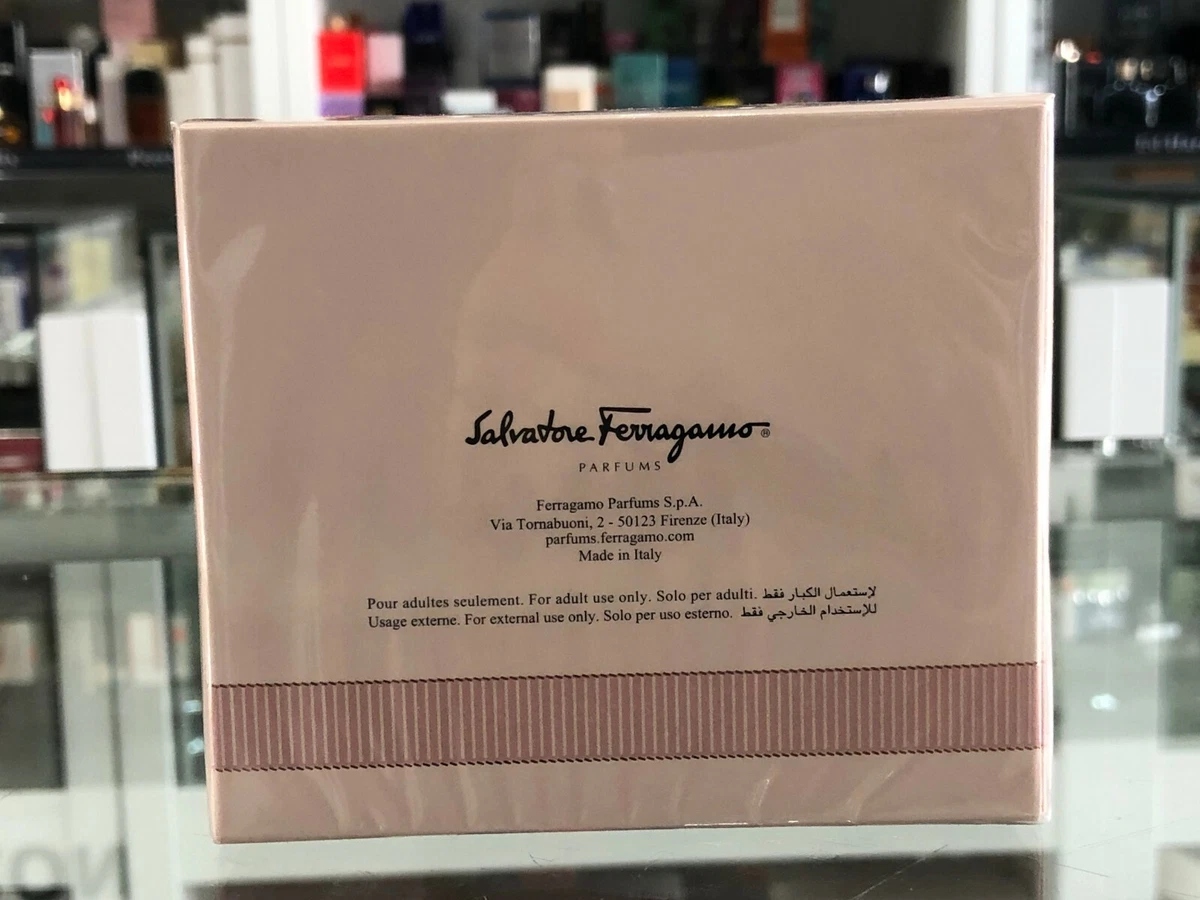 Salvatore Ferragamo®
PARFUMS
Ferragamo Parfums S.p.A.
Via Tornabuoni, 2 - 50123 Firenze (Italy)
parfums.ferragamo.com
Made in Italy
Pour adultes seulement. For adult use only. Solo per adulti. لإستعمال الكبار فقط
Usage externe. For external use only. Solo per uso esterno. للإستخدام الخارجي فقط